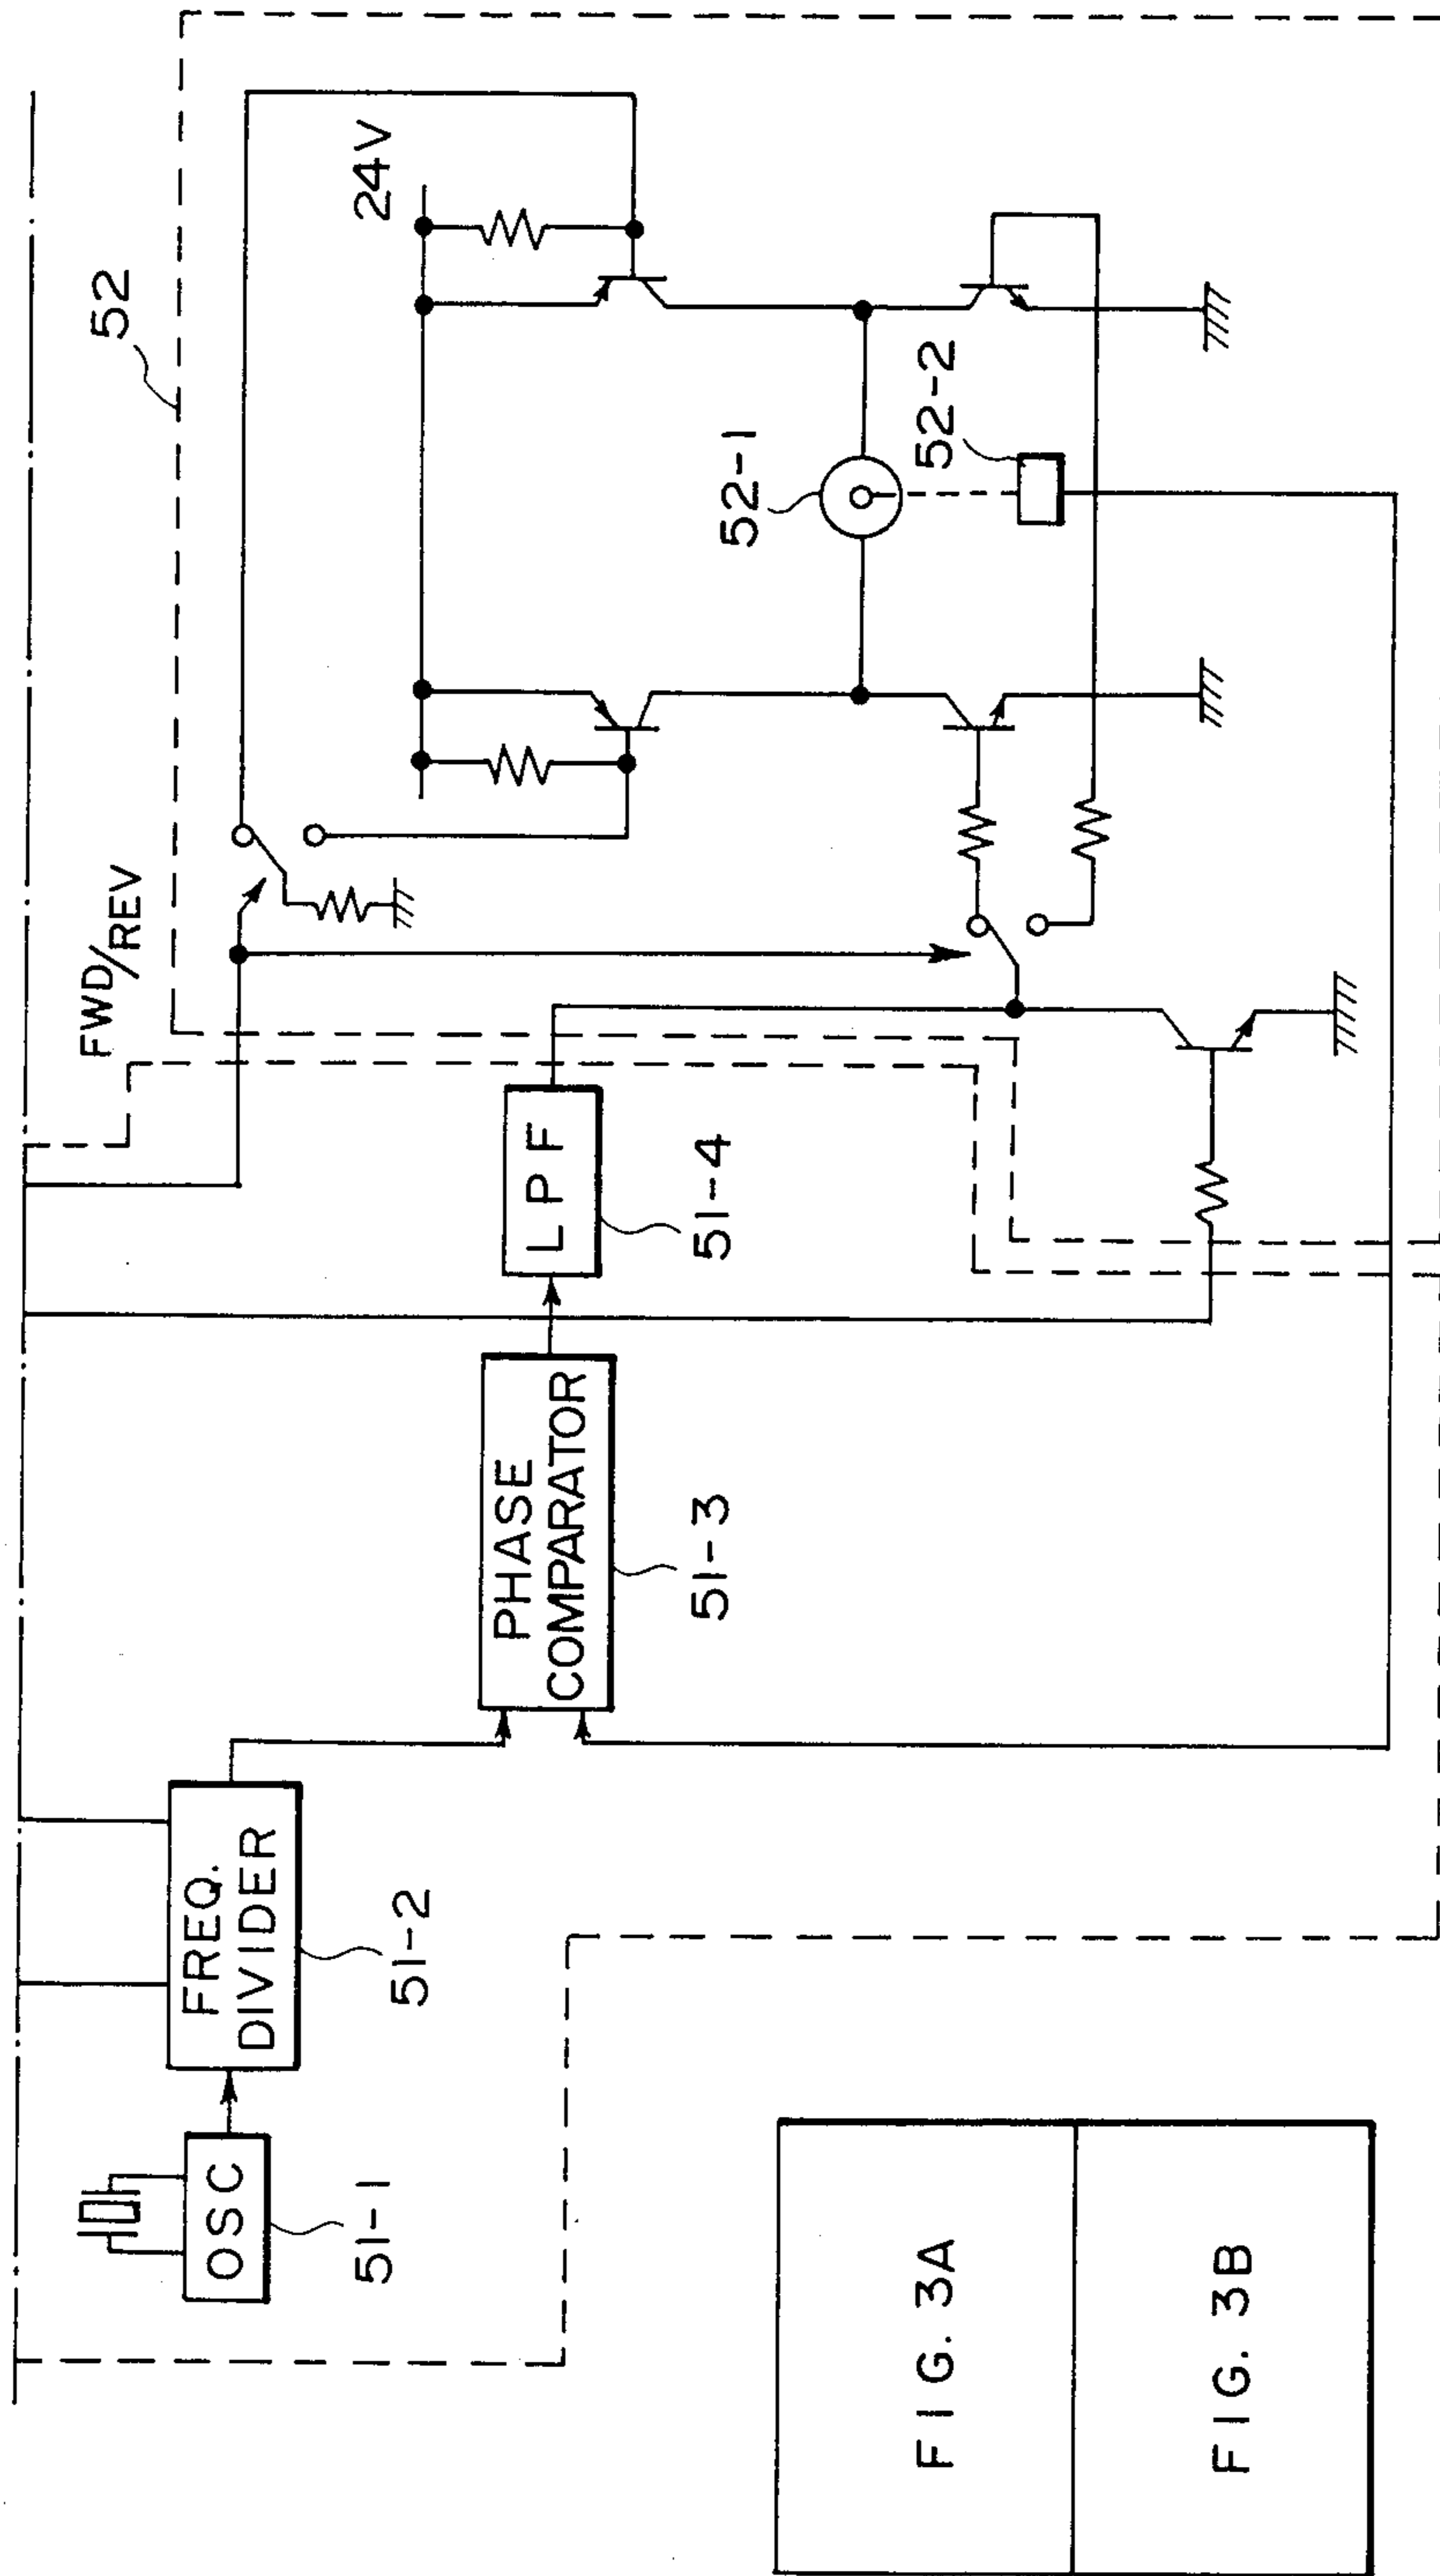 52
FWD/REV
24V
OSC
51-1
FREQ.
DIVIDER
51-2
PHASE
COMPARATOR
51-3
LPF
51-4
52-1
52-2
FIG. 3A
FIG. 3B